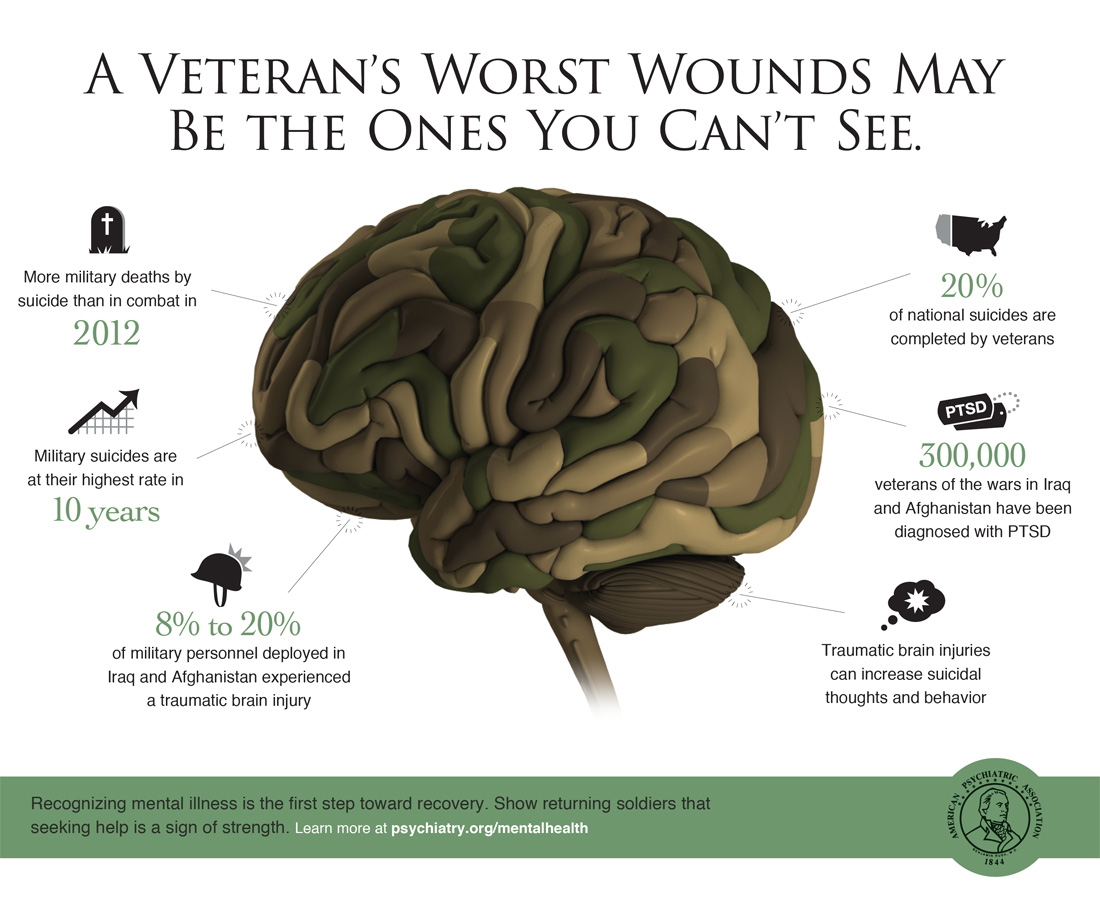 A VETERAN'S WORST WOUNDS MAY
BE THE ONES YOU CAN'T SEE.
More military deaths by
suicide than in combat in
2012
Military suicides are
at their highest rate in
10 years
8% to 20%
of military personnel deployed in
Iraq and Afghanistan experienced
a traumatic brain injury
20%
of national suicides are
completed by veterans
PTSD
300,000
veterans of the wars in Iraq
and Afghanistan have been
diagnosed with PTSD
Traumatic brain injuries
can increase suicidal
thoughts and behavior
Recognizing mental illness is the first step toward recovery. Show returning soldiers that
seeking help is a sign of strength. Learn more at psychiatry.org/mentalhealth
AMERICAN PSYCHIATRIC ASSOCIATION
1844